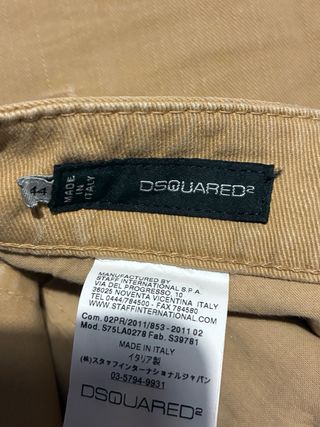 44
MADE IN ITALY
DSQUARED²
MANUFACTURED BY
STAFF INTERNATIONAL S.P.A.
VIA DEL PROGRESSO, 10
36025 NOVENTA VICENTINA ITALY
TEL 0444/784500 - FAX 784580
STAFFINTERNATIONAL.COM
Com. 02PR/2011/853 - 2011 02
Mod. S75LA0278 Fab. S39781
MADE IN ITALY
イタリア製
(株)スタッフインターナショナルジャパン
03-5794-9931
DSQUARED²